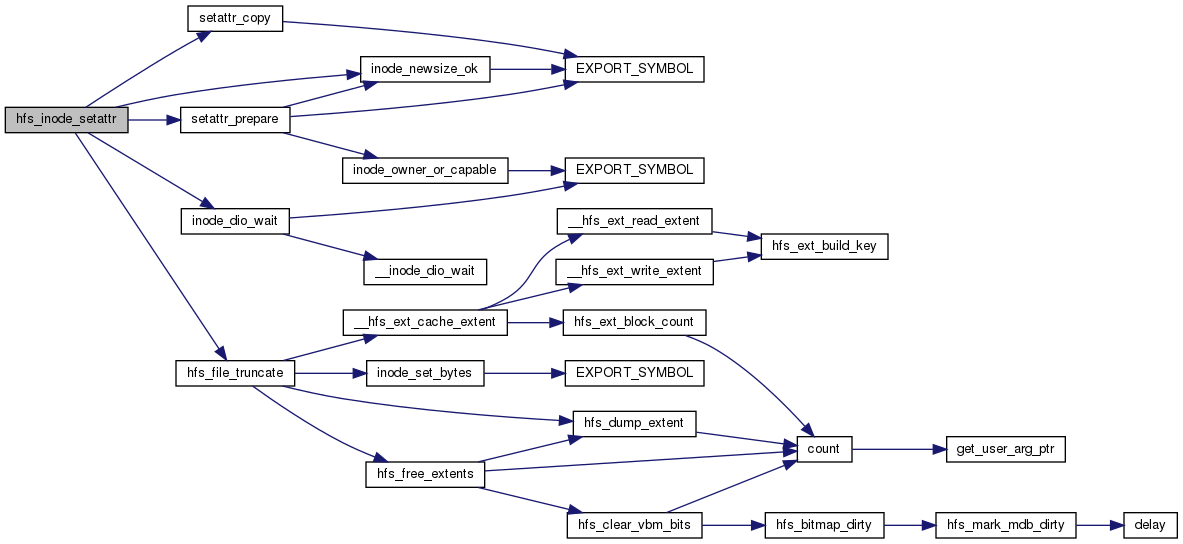 setattr_copy
inode_newsize_ok
EXPORT_SYMBOL
hfs_inode_setattr
setattr_prepare
inode_owner_or_capable
EXPORT_SYMBOL
inode_dio_wait
__hfs_ext_read_extent
hfs_ext_build_key
__inode_dio_wait
__hfs_ext_write_extent
__hfs_ext_cache_extent
hfs_ext_block_count
hfs_file_truncate
inode_set_bytes
EXPORT_SYMBOL
hfs_dump_extent
count
get_user_arg_ptr
hfs_free_extents
hfs_clear_vbm_bits
hfs_bitmap_dirty
hfs_mark_mdb_dirty
delay